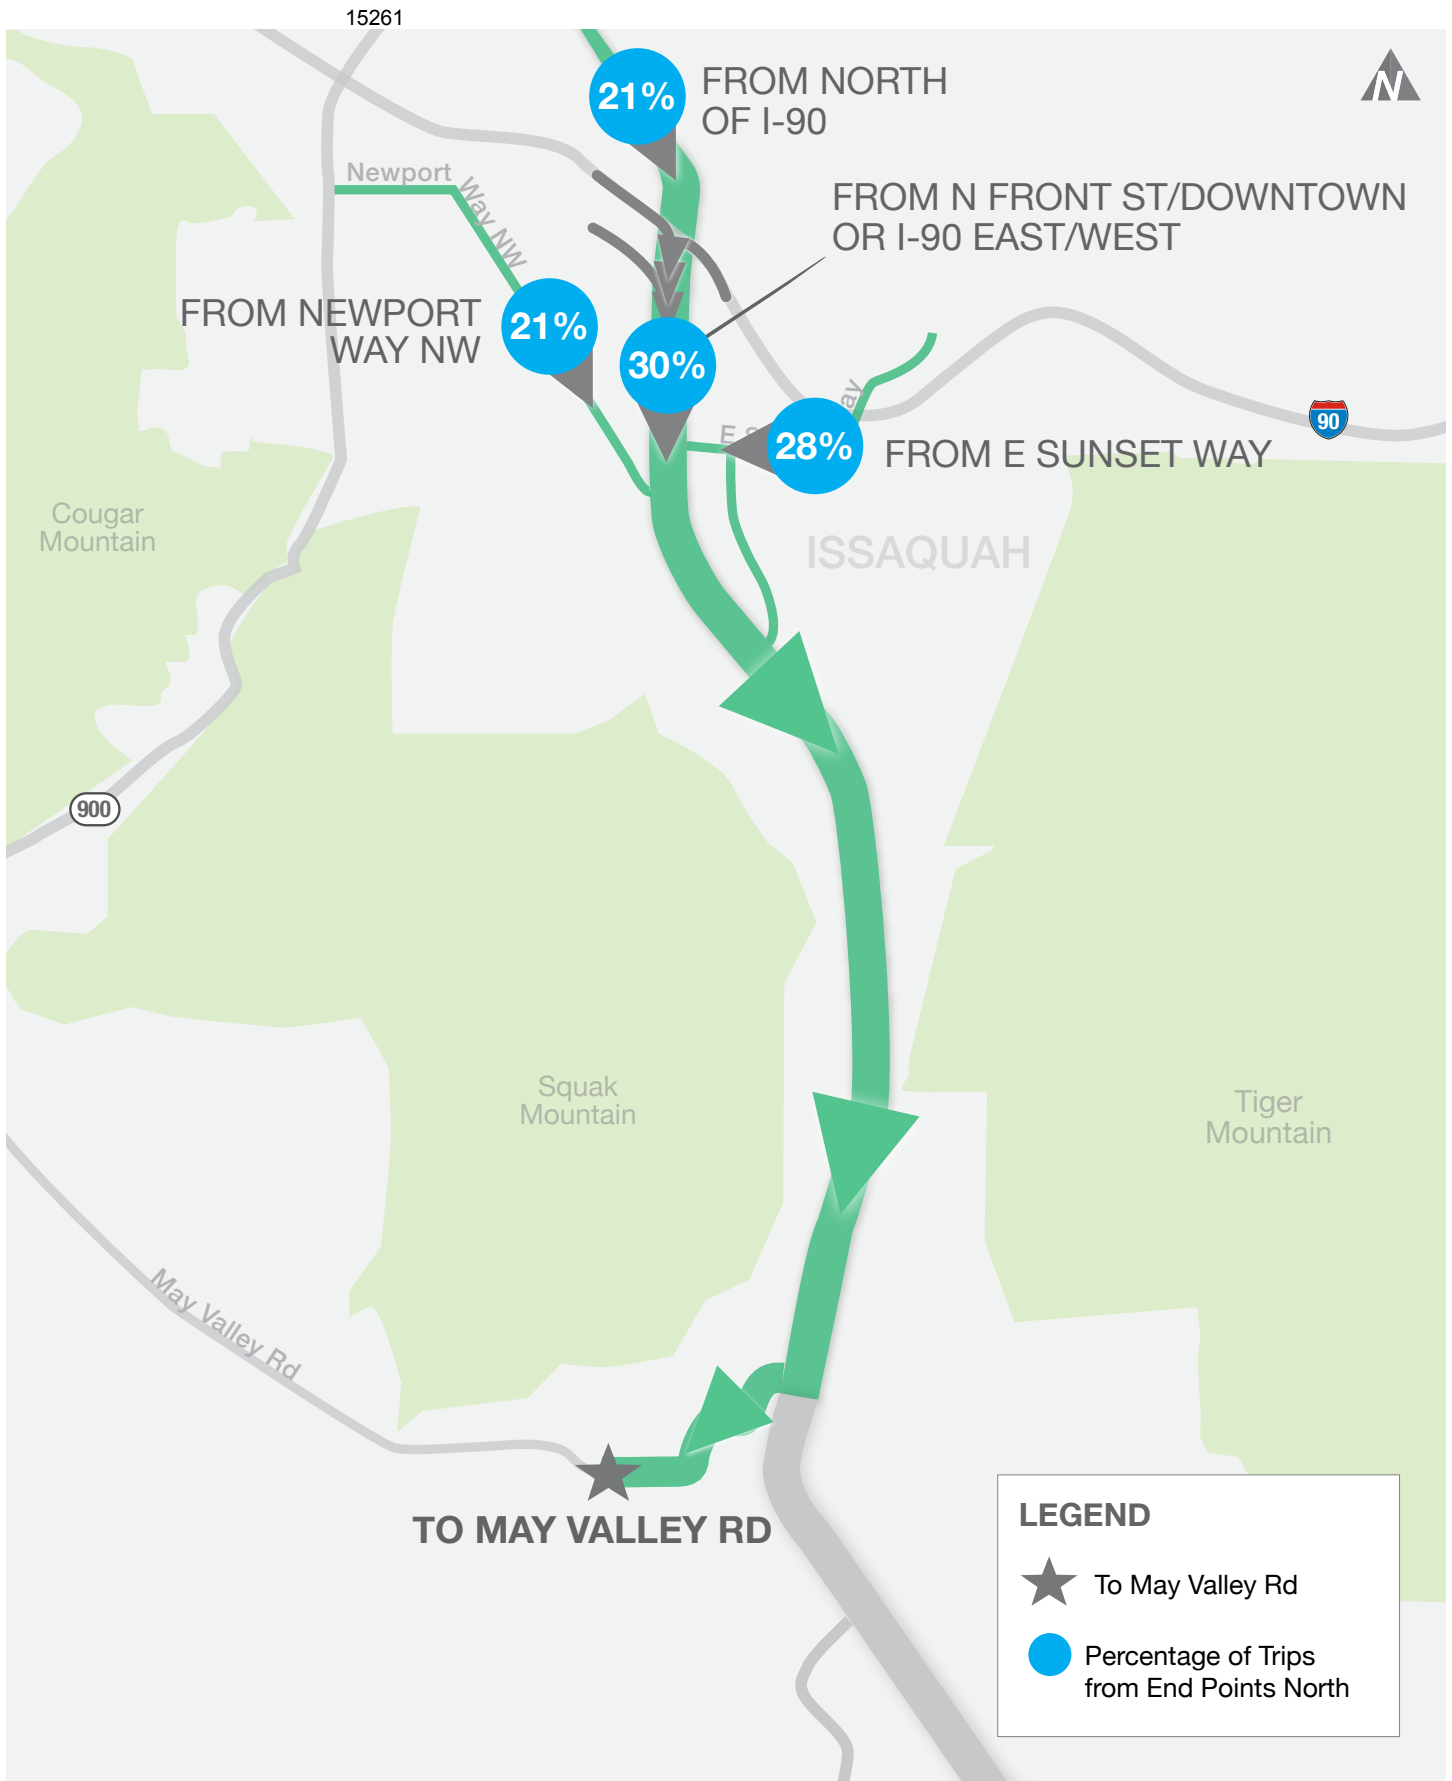 15261
21%
FROM NORTH
OF I-90
N
Newport
Way NW
FROM N FRONT ST/DOWNTOWN
OR I-90 EAST/WEST
FROM NEWPORT
WAY NW
21%
30%
90
E
28%
FROM E SUNSET WAY
Cougar
Mountain
ISSAQUAH
900
Squak
Mountain
Tiger
Mountain
May Valley Rd
TO MAY VALLEY RD
LEGEND
To May Valley Rd
Percentage of Trips
from End Points North